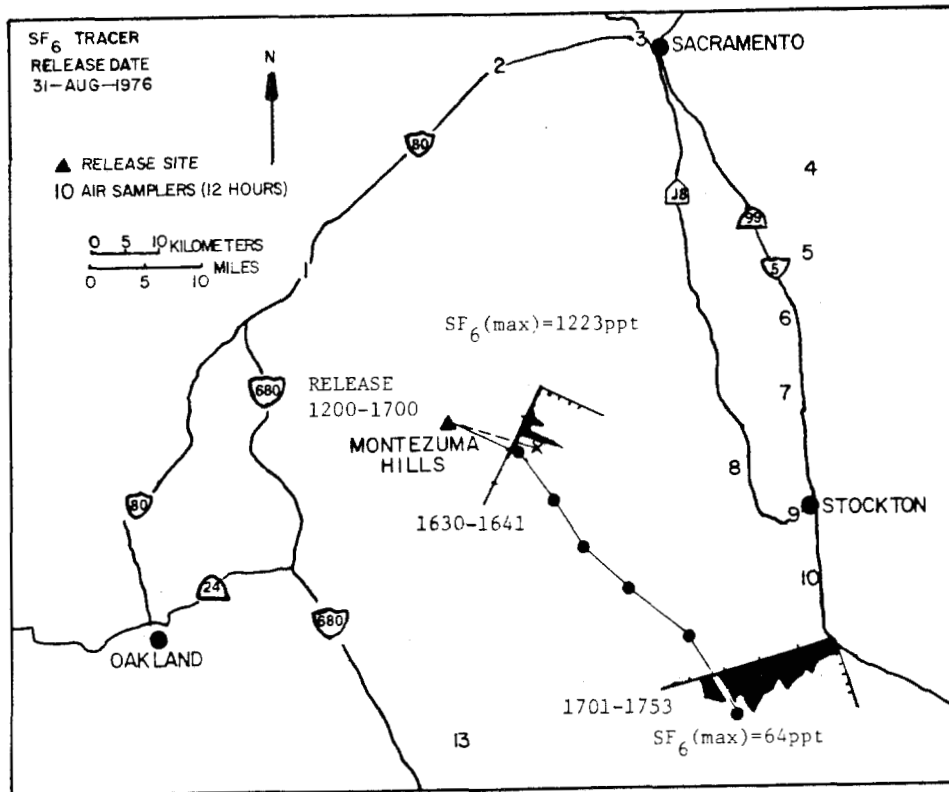 SF6 TRACER
RELEASE DATE
31-AUG-1976
N
▲ RELEASE SITE
10 AIR SAMPLERS (12 HOURS)
0 5 10 KILOMETERS
MILES
0 5 10
3
SACRAMENTO
2
80
4
J8
99
5
5
1
6
SF6(max)=1223ppt
7
680
RELEASE
1200-1700
MONTEZUMA
HILLS
8
80
1630-1641
9
STOCKTON
10
24
680
OAKLAND
1701-1753
SF6(max)=64ppt
13